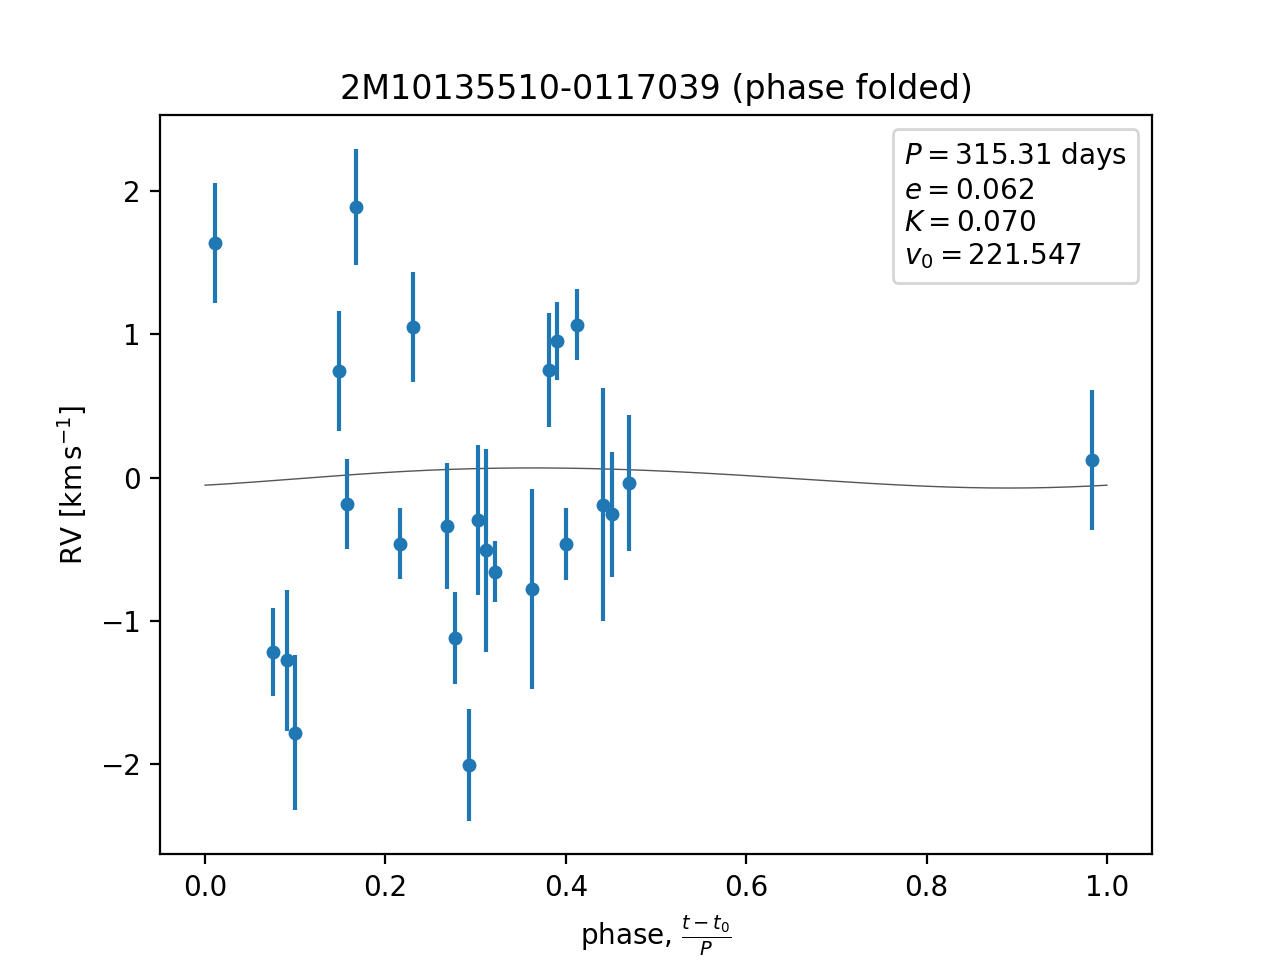 2M10135510-0117039 (phase folded)
P = 315.31 days
e = 0.062
K = 0.070
v₀ = 221.547
2
1
0
−1
−2
RV [km s⁻¹]
0.0 0.2 0.4 0.6 0.8 1.0
phase, (t − t₀)/P